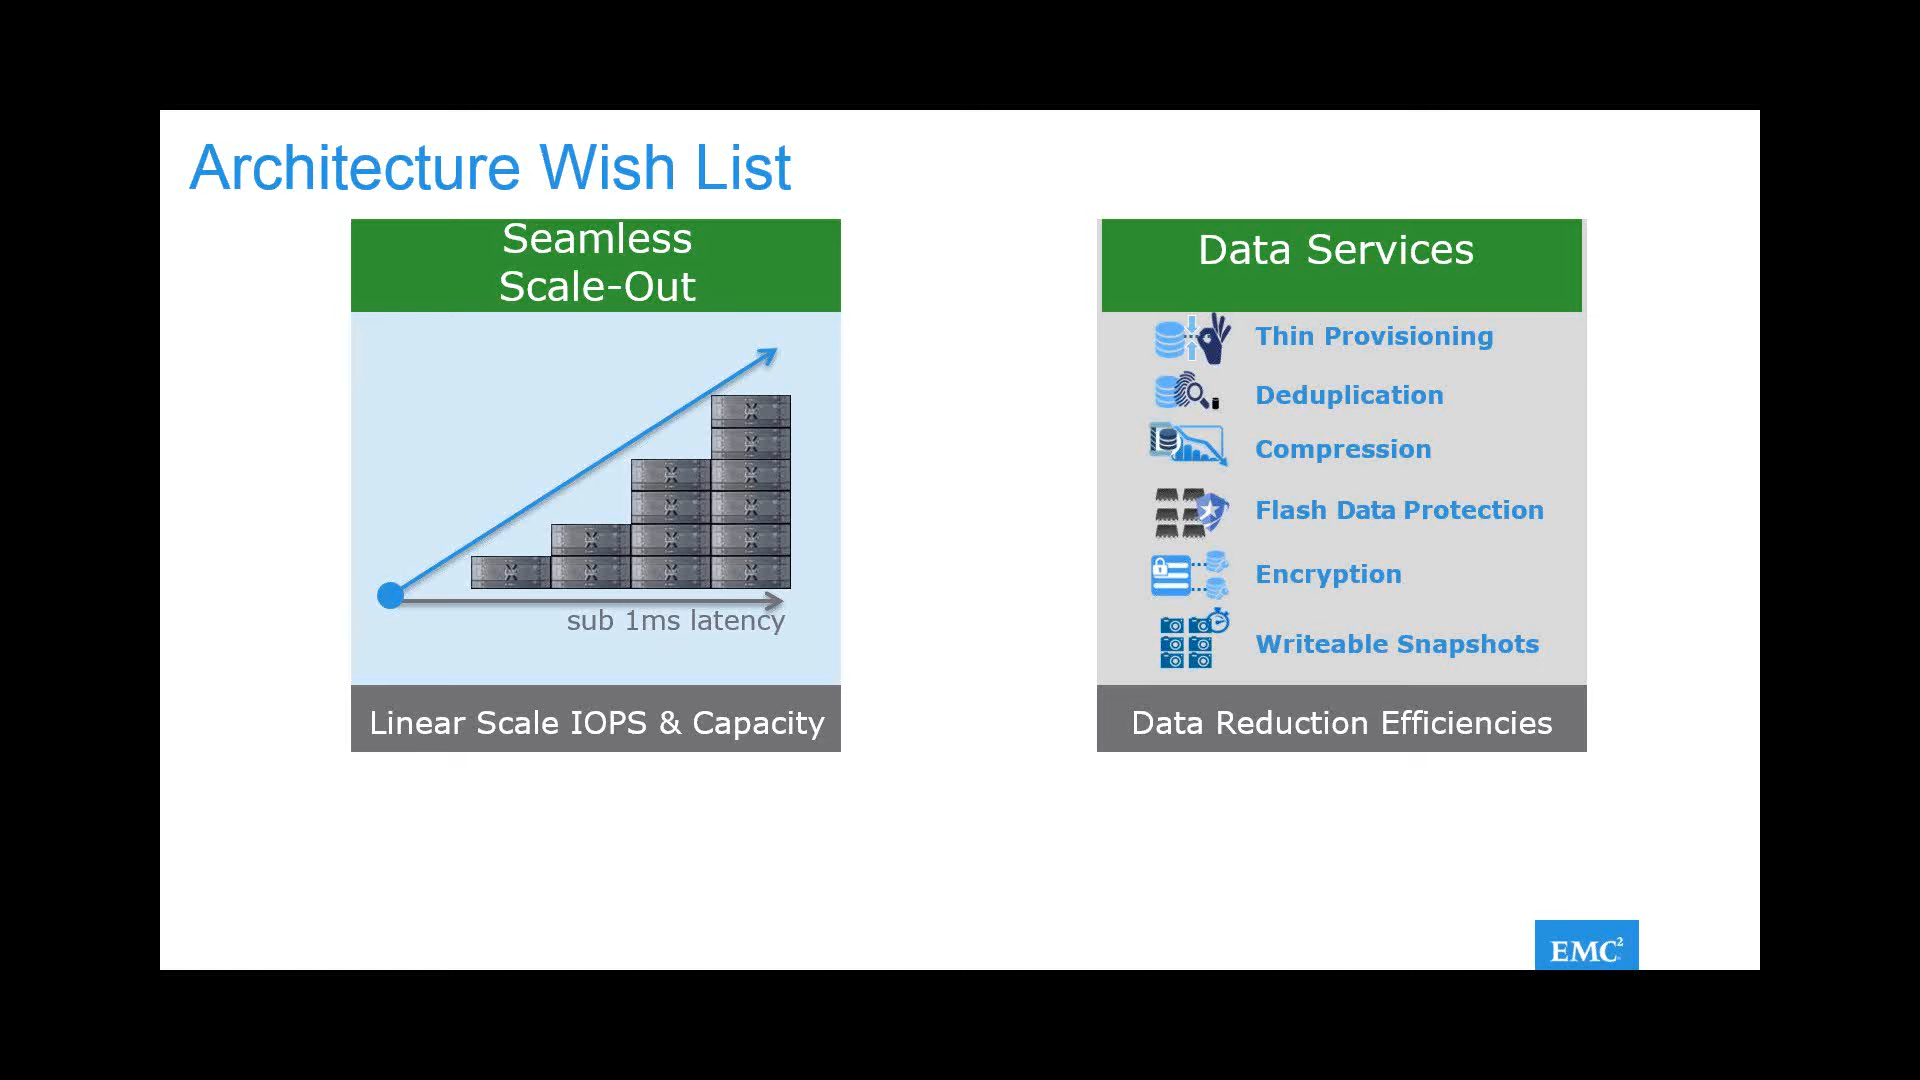 Architecture Wish List
Seamless
Scale-Out
sub 1ms latency
Linear Scale IOPS & Capacity
Data Services
Thin Provisioning
Deduplication
Compression
Flash Data Protection
Encryption
Writeable Snapshots
Data Reduction Efficiencies
EMC²